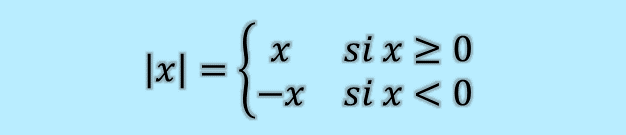 |x| = { x si x ≥ 0
−x si x < 0